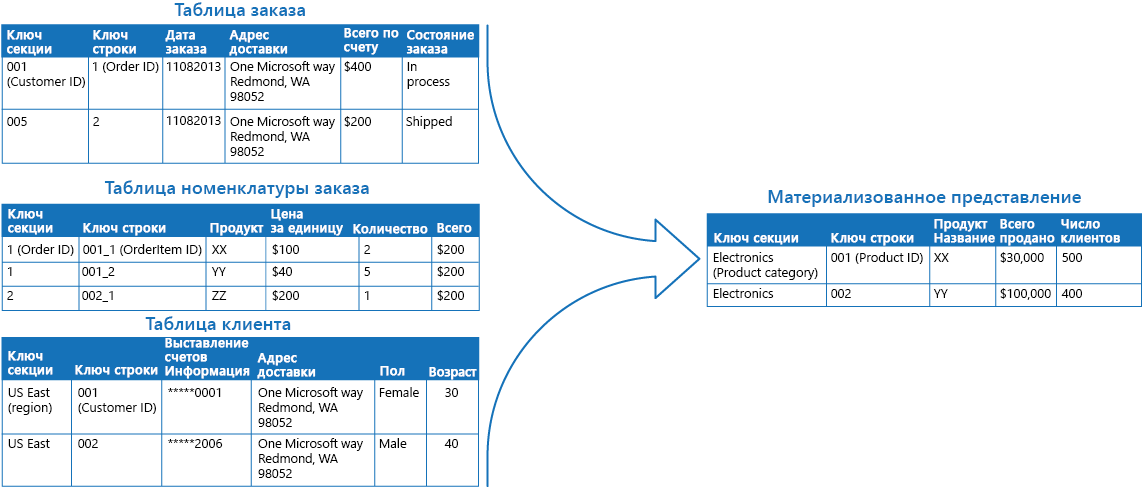 Таблица заказа
Ключ секции | Ключ строки | Дата заказа | Адрес доставки | Всего по счету | Состояние заказа
001 (Customer ID) | 1 (Order ID) | 11082013 | One Microsoft way Redmond, WA 98052 | $400 | In process
005 | 2 | 11082013 | One Microsoft way Redmond, WA 98052 | $200 | Shipped
Таблица номенклатуры заказа
Ключ секции | Ключ строки | Продукт | Цена за единицу | Количество | Всего
1 (Order ID) | 001_1 (OrderItem ID) | XX | $100 | 2 | $200
1 | 001_2 | YY | $40 | 5 | $200
2 | 002_1 | ZZ | $200 | 1 | $200
Таблица клиента
Ключ секции | Ключ строки | Выставление счетов Информация | Адрес доставки | Пол | Возраст
US East (region) | 001 (Customer ID) | *****0001 | One Microsoft way Redmond, WA 98052 | Female | 30
US East | 002 | *****2006 | One Microsoft way Redmond, WA 98052 | Male | 40
Материализованное представление
Ключ секции | Ключ строки | Продукт Название | Всего продано | Число клиентов
Electronics (Product category) | 001 (Product ID) | XX | $30,000 | 500
Electronics | 002 | YY | $100,000 | 400